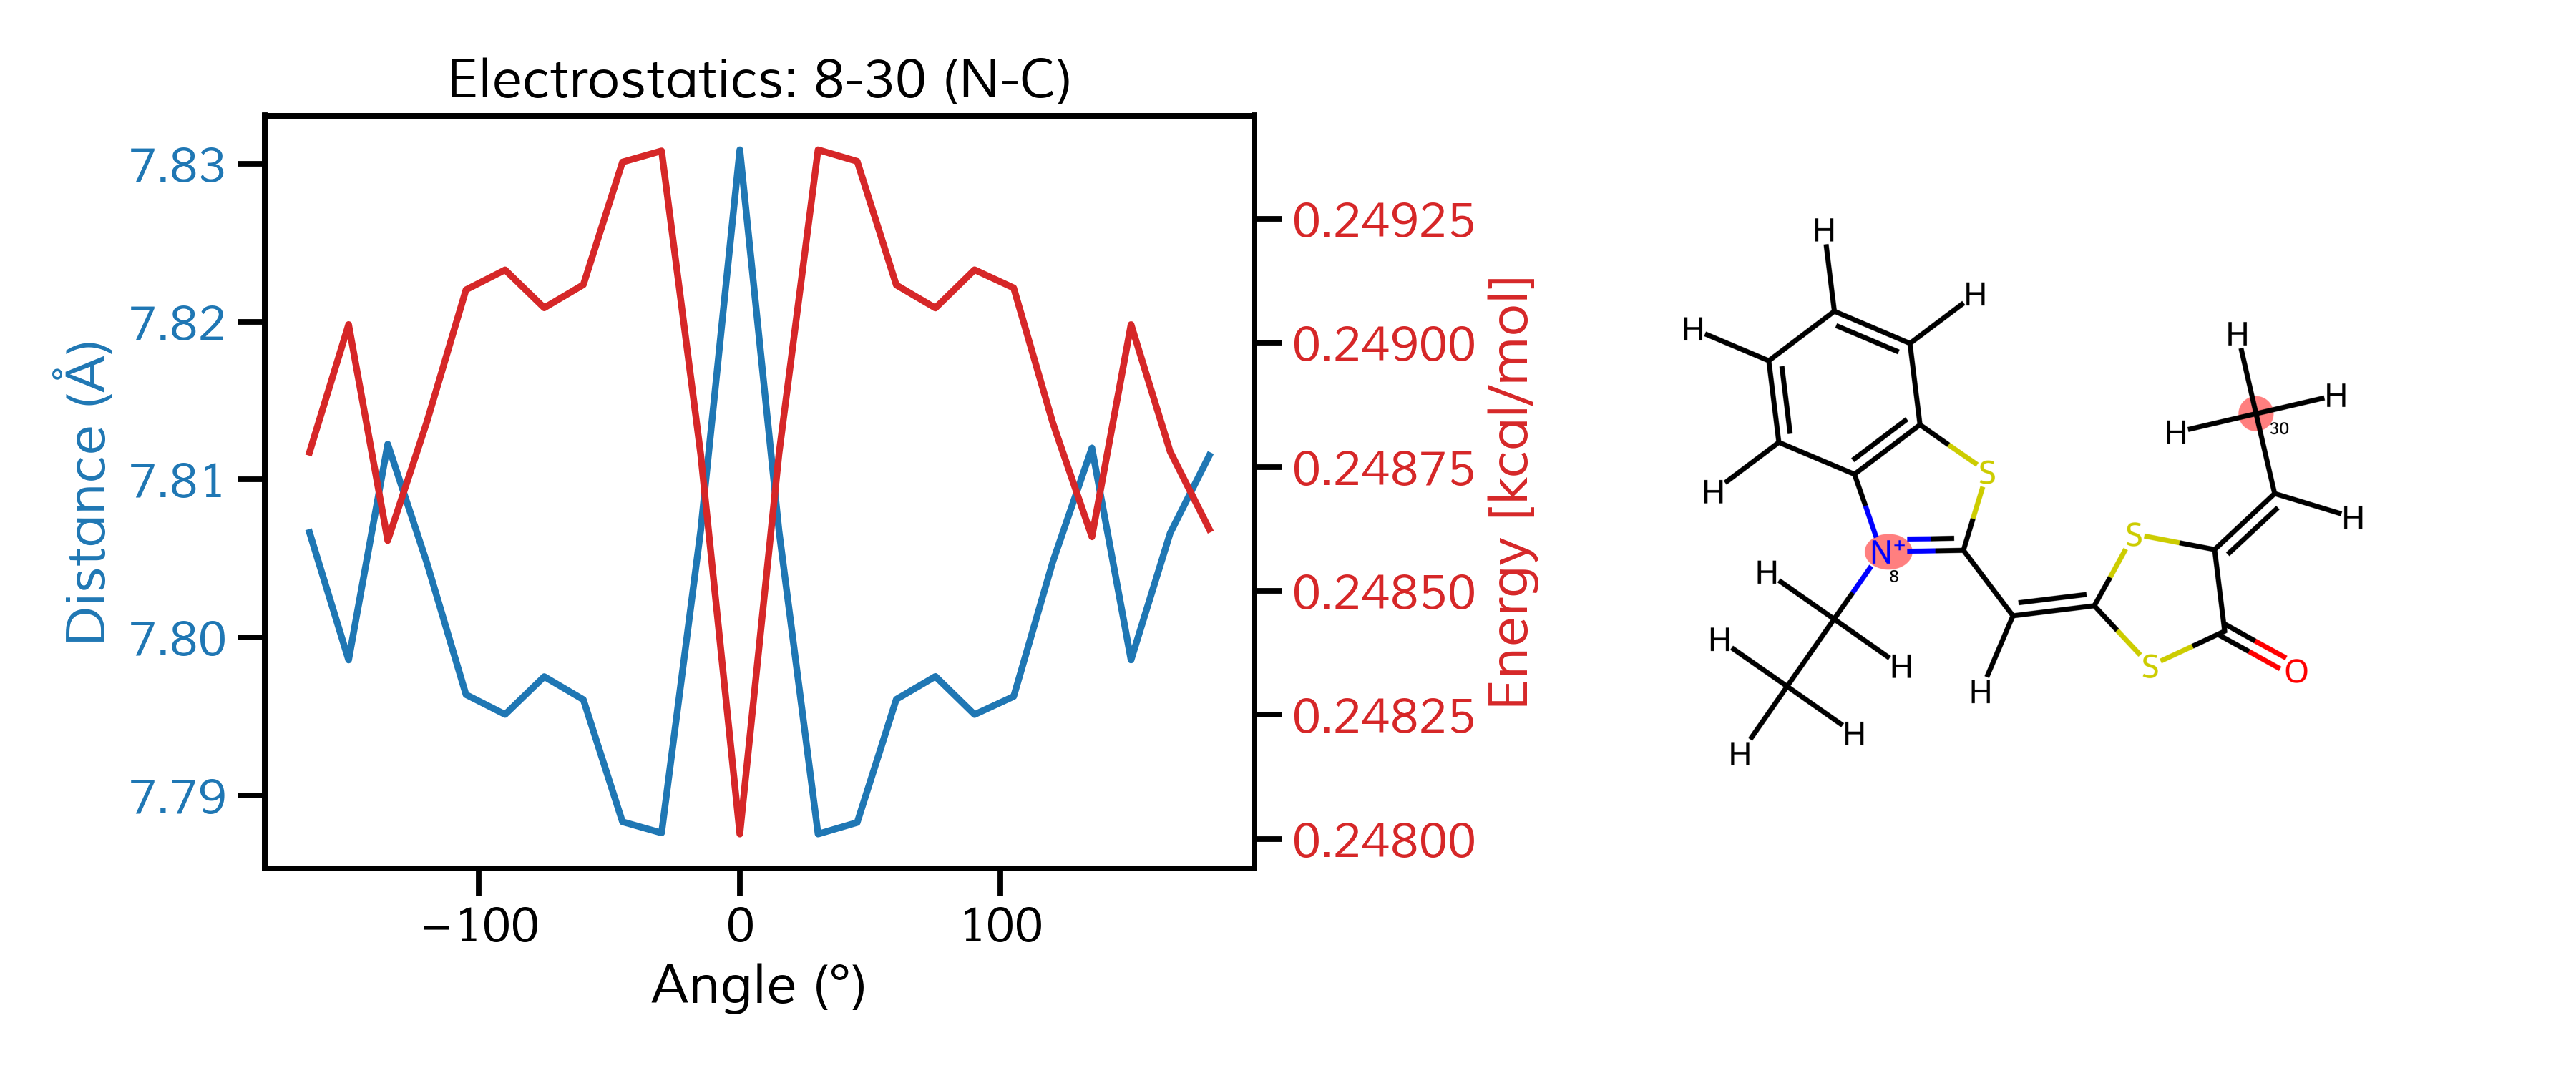 Electrostatics: 8-30 (N-C)
Distance (Å)
7.83
7.82
7.81
7.80
7.79
−100
0
100
Angle (°)
0.24925
0.24900
0.24875
0.24850
0.24825
0.24800
Energy [kcal/mol]
H
H
H
H
H
H
H
30
S
H
H
S
N+
8
H
H
H
S
O
H
H
H